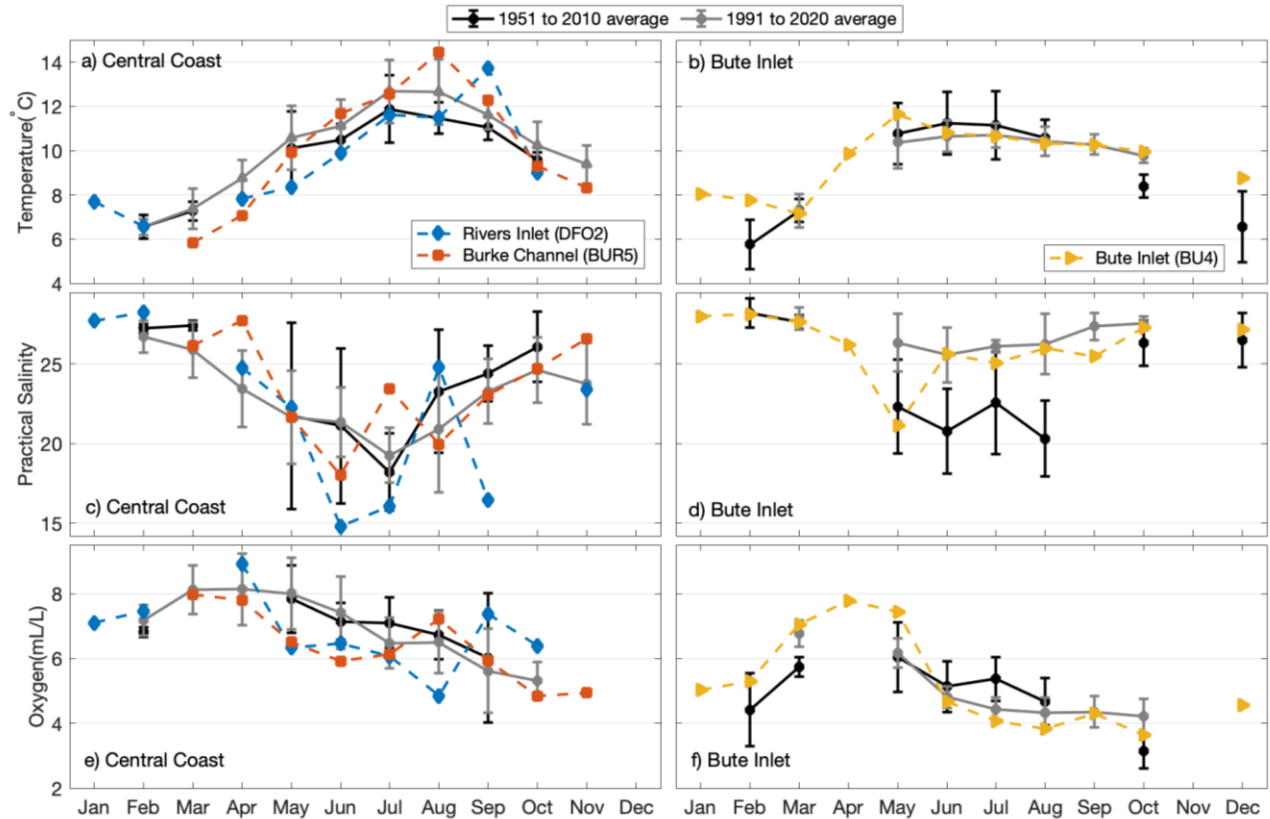 1951 to 2010 average 1991 to 2020 average
a) Central Coast
b) Bute Inlet
14
12
10
8
6
4
Temperature(°C)
Rivers Inlet (DFO2)
Burke Channel (BUR5)
Bute Inlet (BU4)
25
20
15
Practical Salinity
c) Central Coast
d) Bute Inlet
8
6
4
2
Oxygen(mL/L)
e) Central Coast
f) Bute Inlet
Jan Feb Mar Apr May Jun Jul Aug Sep Oct Nov Dec
Jan Feb Mar Apr May Jun Jul Aug Sep Oct Nov Dec